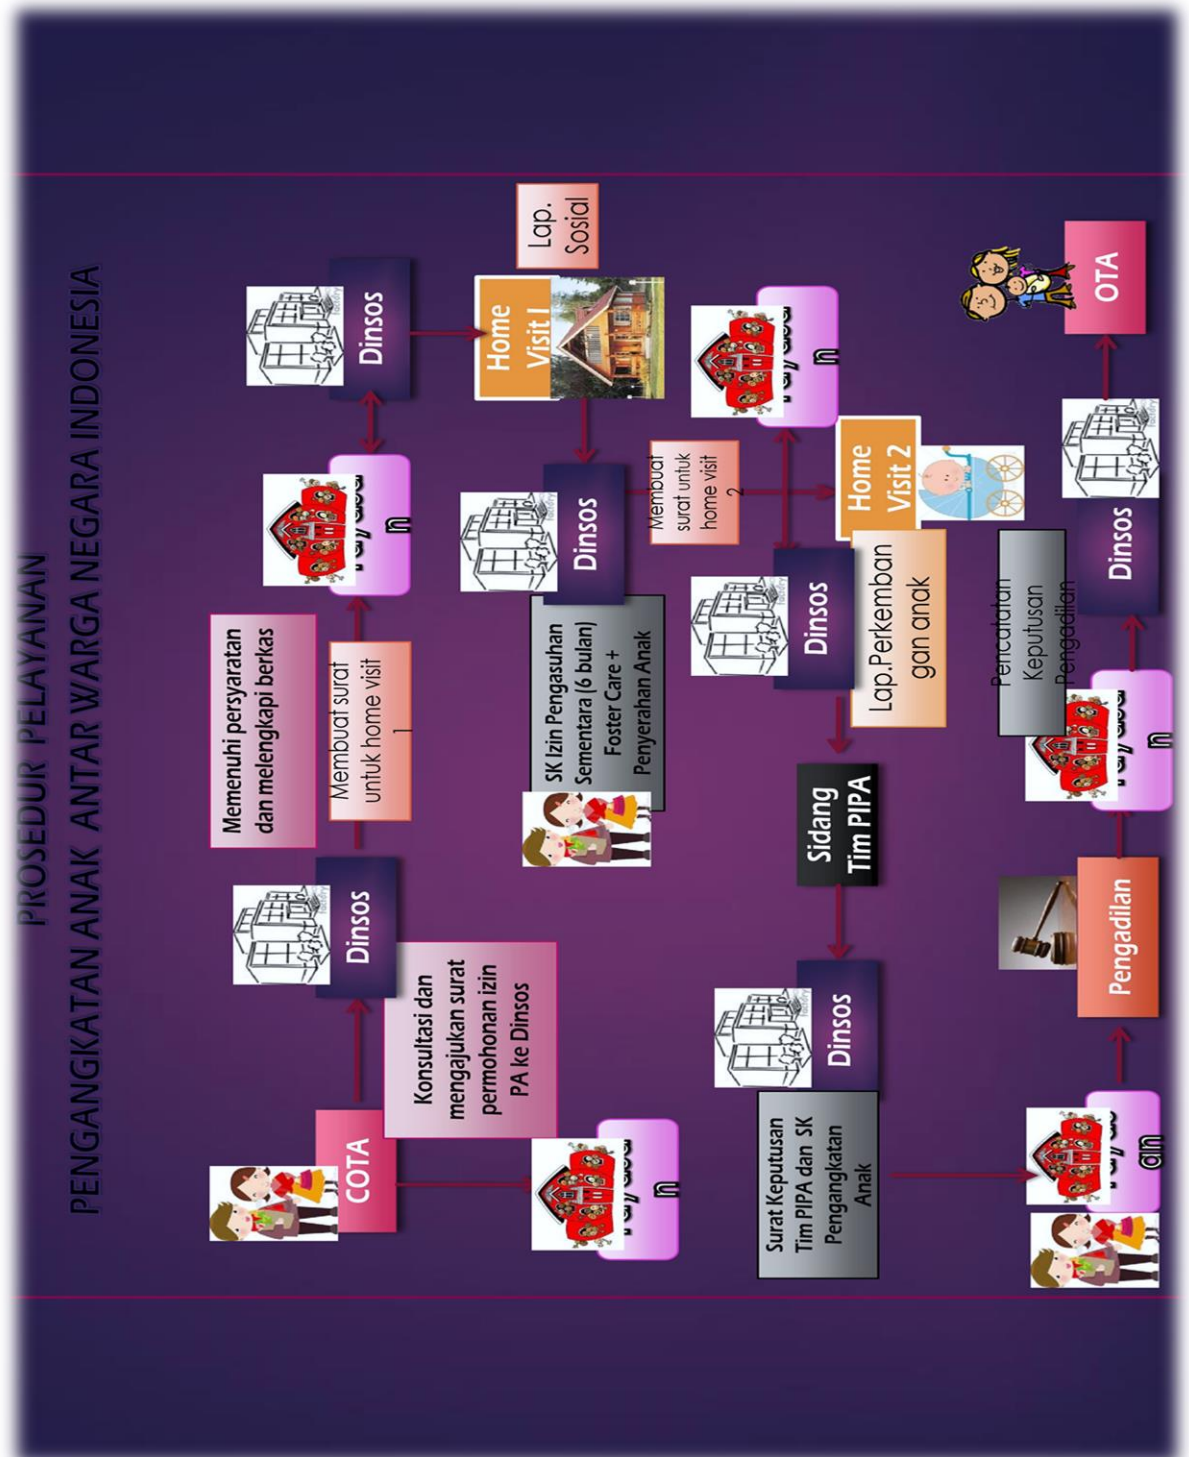 PROSEDUR PELAYANAN
PENGANGKATAN ANAK ANTAR WARGA NEGARA INDONESIA
COTA
Konsultasi dan
mengajukan surat
permohonan izin
PA ke Dinsos
n
Dinsos
Memenuhi persyaratan
dan melengkapi berkas
Membuat surat
untuk home visit
1
n
Dinsos
Home
Visit I
Lap.
Sosial
Dinsos
SK Izin Pengasuhan
Sementara (6 bulan)
Foster Care +
Penyerahan Anak
Membuat
surat untuk
home visit
2
Home
Visit 2
Lap.Perkemban
gan anak
n
Dinsos
Sidang
Tim PIPA
Dinsos
Surat Keputusan
Tim PIPA dan SK
Pengangkatan
Anak
an
Pengadilan
n
Pencatatan
Keputusan
Pengadilan
Dinsos
OTA